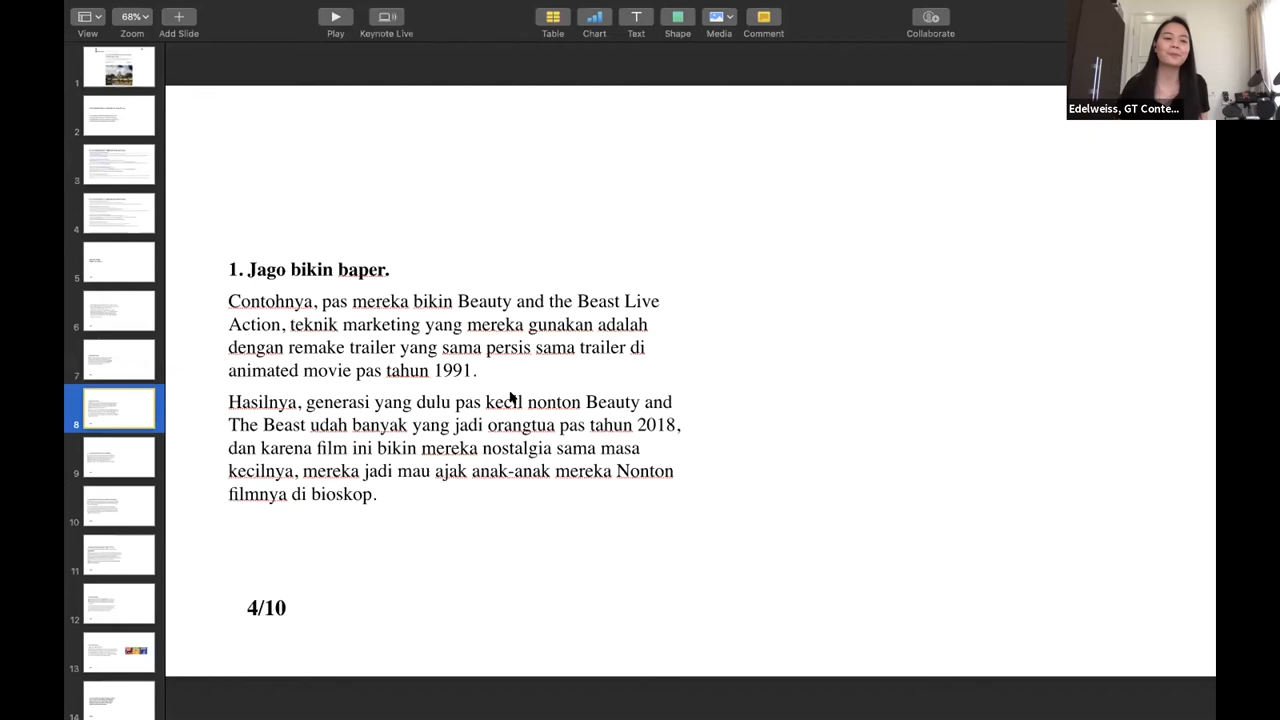 68%
View
Zoom
Add Slide
Play
Keynote Live
Table
Chart
Text
Shape
Media
Comment
Collaborate
Edelweiss, GT Conte...
1
2
3
4
5
6
7
8
9
10
11
12
13
14
1. Jago bikin baper.
Contohnya, pas mereka bikin Beauty and the Beast Live
Action, teknik marketing yang mereka gunakan adalah
dengan remake trailer yang sama persis sama trailer di
animated movie pas tahun 1991.
Hasilnya, generasi yang dulu pas kecil nonton Beauty and
The Beast udah banyak yang jadi orangtua pas tahun 2018,
dan karena film ini bikin mereka nostalgia sama masa
kecilnya, mereka jadi mau ajak anak-anak mereka Nonton
filmnya di bioskop.
4/10